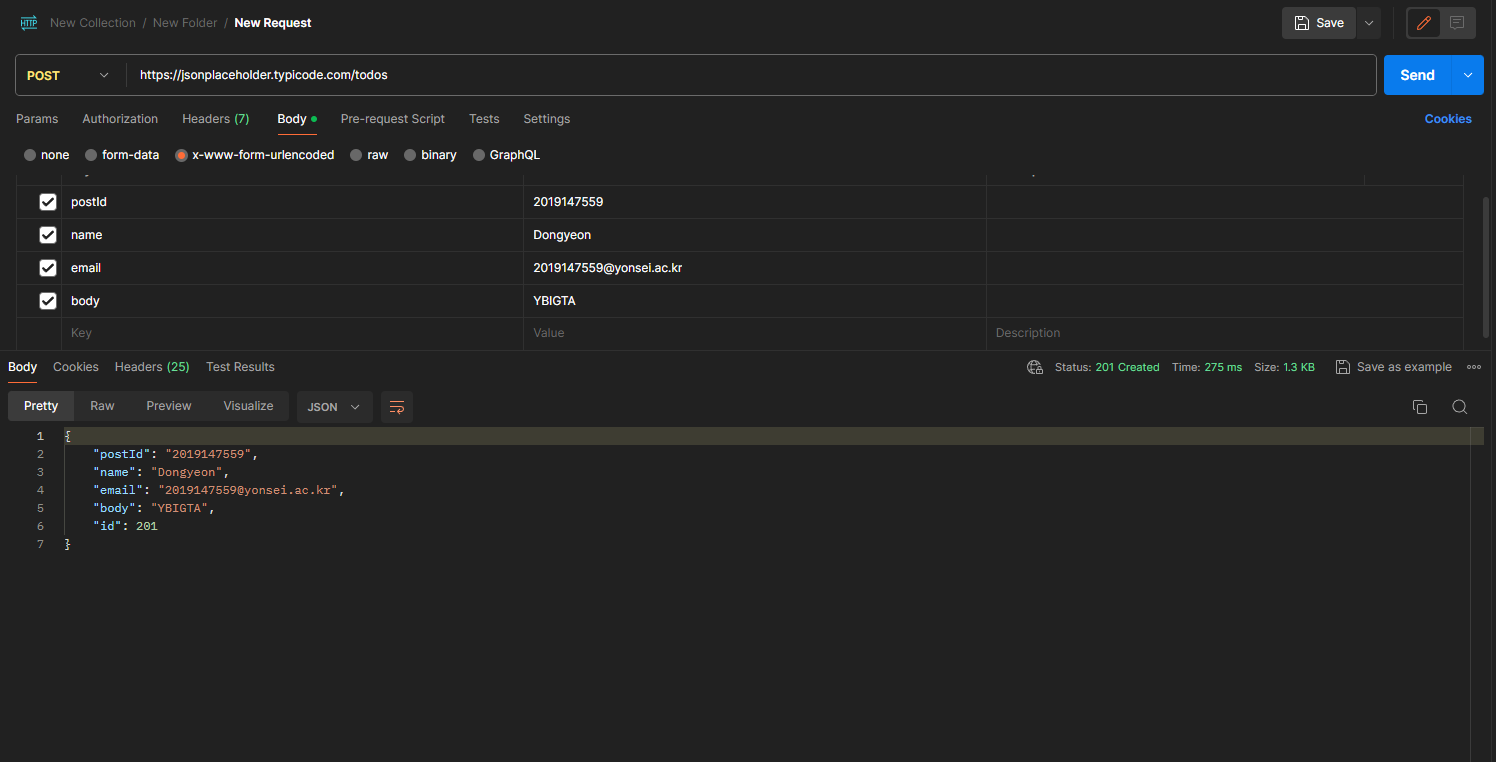 HTTP New Collection / New Folder / New Request Save
POST https://jsonplaceholder.typicode.com/todos Send
Params Authorization Headers (7) Body Pre-request Script Tests Settings Cookies
none form-data x-www-form-urlencoded raw binary GraphQL
postId 2019147559
name Dongyeon
email 2019147559@yonsei.ac.kr
body YBIGTA
Key Value Description
Body Cookies Headers (25) Test Results Status: 201 Created Time: 275 ms Size: 1.3 KB Save as example
Pretty Raw Preview Visualize JSON
1 {
2 "postId": "2019147559",
3 "name": "Dongyeon",
4 "email": "2019147559@yonsei.ac.kr",
5 "body": "YBIGTA",
6 "id": 201
7 }